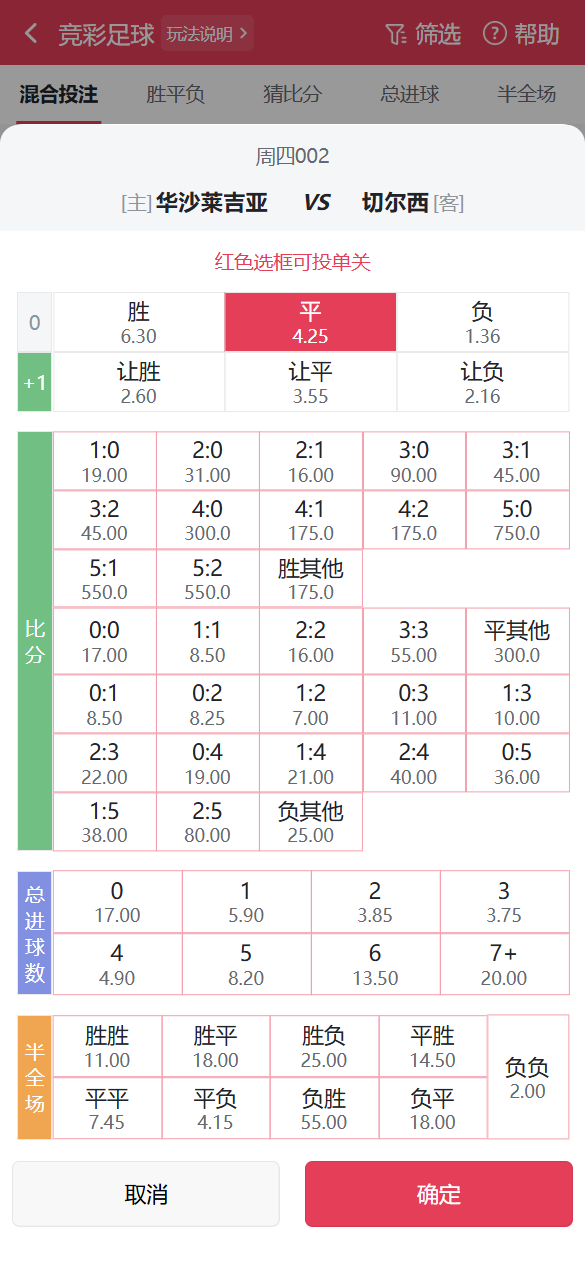 竞彩足球 玩法说明 筛选 ? 帮助
混合投注 胜平负 猜比分 总进球 半全场
周四002
[主] 华沙莱吉亚 VS 切尔西 [客]
红色选框可投单关
0 胜 平 负
6.30 4.25 1.36
+1 让胜 让平 让负
2.60 3.55 2.16
比分
1:0 2:0 2:1 3:0 3:1
19.00 31.00 16.00 90.00 45.00
3:2 4:0 4:1 4:2 5:0
45.00 300.0 175.0 175.0 750.0
5:1 5:2 胜其他
550.0 550.0 175.0
0:0 1:1 2:2 3:3 平其他
17.00 8.50 16.00 55.00 300.0
0:1 0:2 1:2 0:3 1:3
8.50 8.25 7.00 11.00 10.00
2:3 0:4 1:4 2:4 0:5
22.00 19.00 21.00 40.00 36.00
1:5 2:5 负其他
38.00 80.00 25.00
总进球数
0 1 2 3
17.00 5.90 3.85 3.75
4 5 6 7+
4.90 8.20 13.50 20.00
半全场
胜胜 胜平 胜负 平胜
11.00 18.00 25.00 14.50
负负
2.00
平平 平负 负胜 负平
7.45 4.15 55.00 18.00
取消 确定